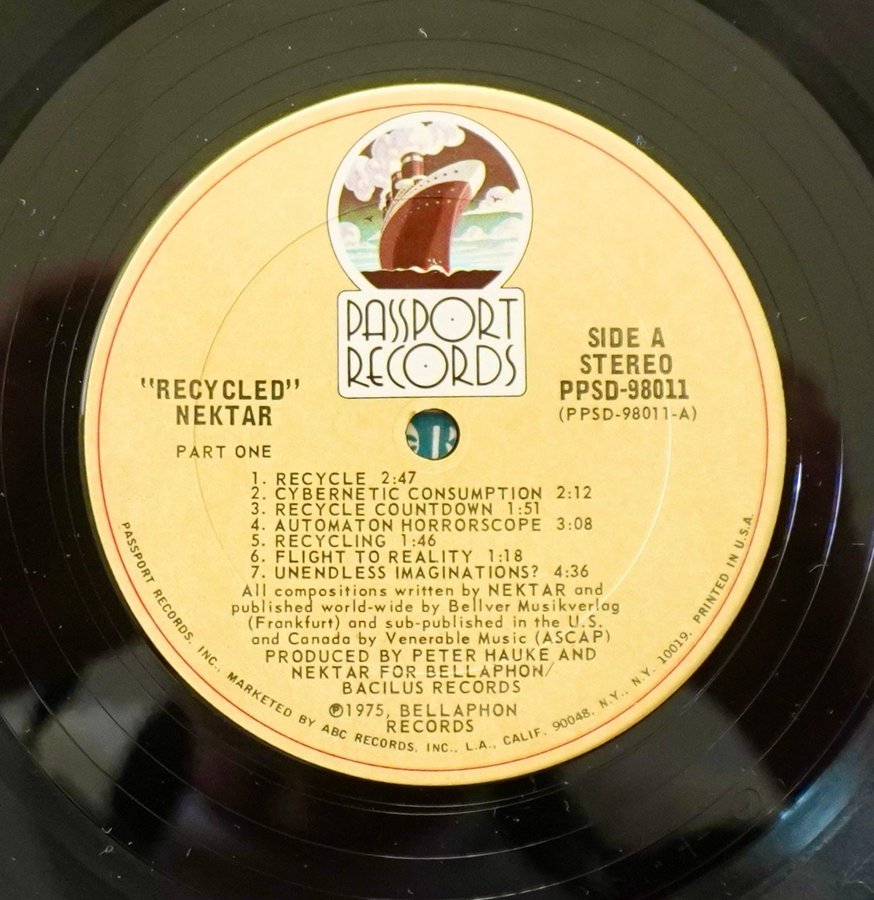 PASSPORT
RECORDS
SIDE A
STEREO
PPSD-98011
(PPSD-98011-A)
"RECYCLED"
NEKTAR
PART ONE
1. RECYCLE 2:47
2. CYBERNETIC CONSUMPTION 2:12
3. RECYCLE COUNTDOWN 1:51
4. AUTOMATON HORRORSCOPE 3:08
5. RECYCLING 1:46
6. FLIGHT TO REALITY 1:18
7. UNENDLESS IMAGINATIONS? 4:36
All compositions written by NEKTAR and
published world-wide by Bellver Musikverlag
(Frankfurt) and sub-published in the U.S.
and Canada by Venerable Music (ASCAP)
PRODUCED BY PETER HAUKE AND
NEKTAR FOR BELLAPHON/
BACILUS RECORDS
℗1975, BELLAPHON
RECORDS
PASSPORT RECORDS, INC., MARKETED BY ABC RECORDS, INC., L.A., CALIF. 90048, N.Y., N.Y. 10019. PRINTED IN U.S.A.